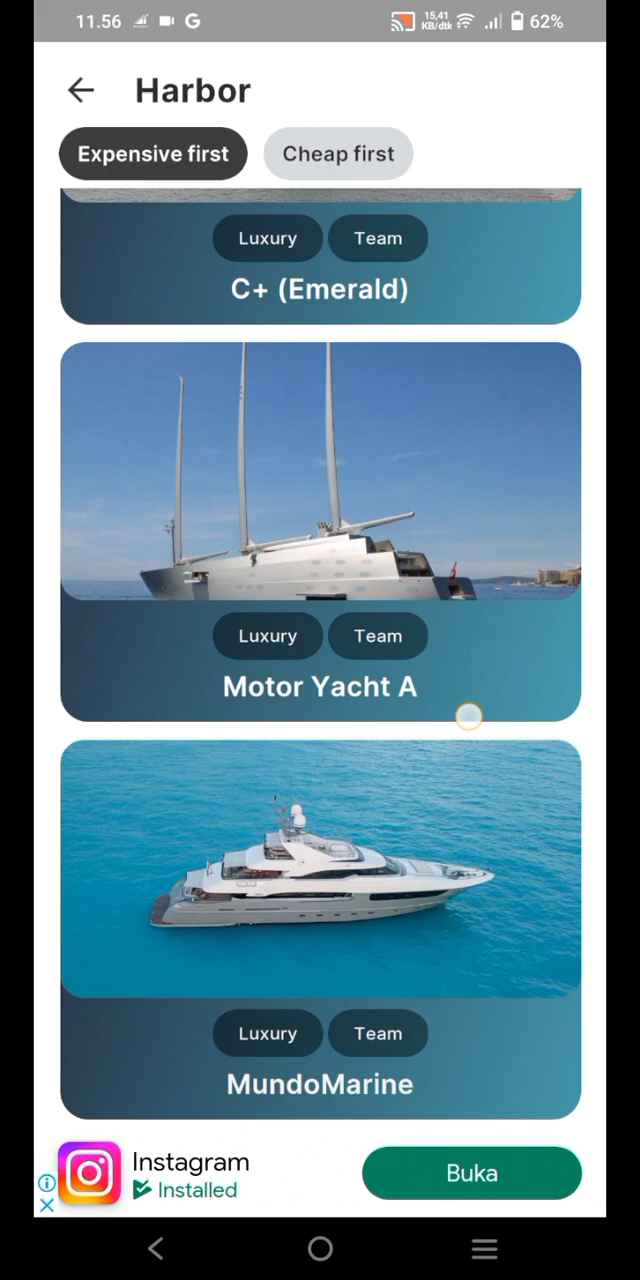 11.56 G 15,41 KB/dtk 62%
Harbor
Expensive first Cheap first
Luxury Team
C+ (Emerald)
Luxury Team
Motor Yacht A
Luxury Team
MundoMarine
Instagram
Installed
Buka